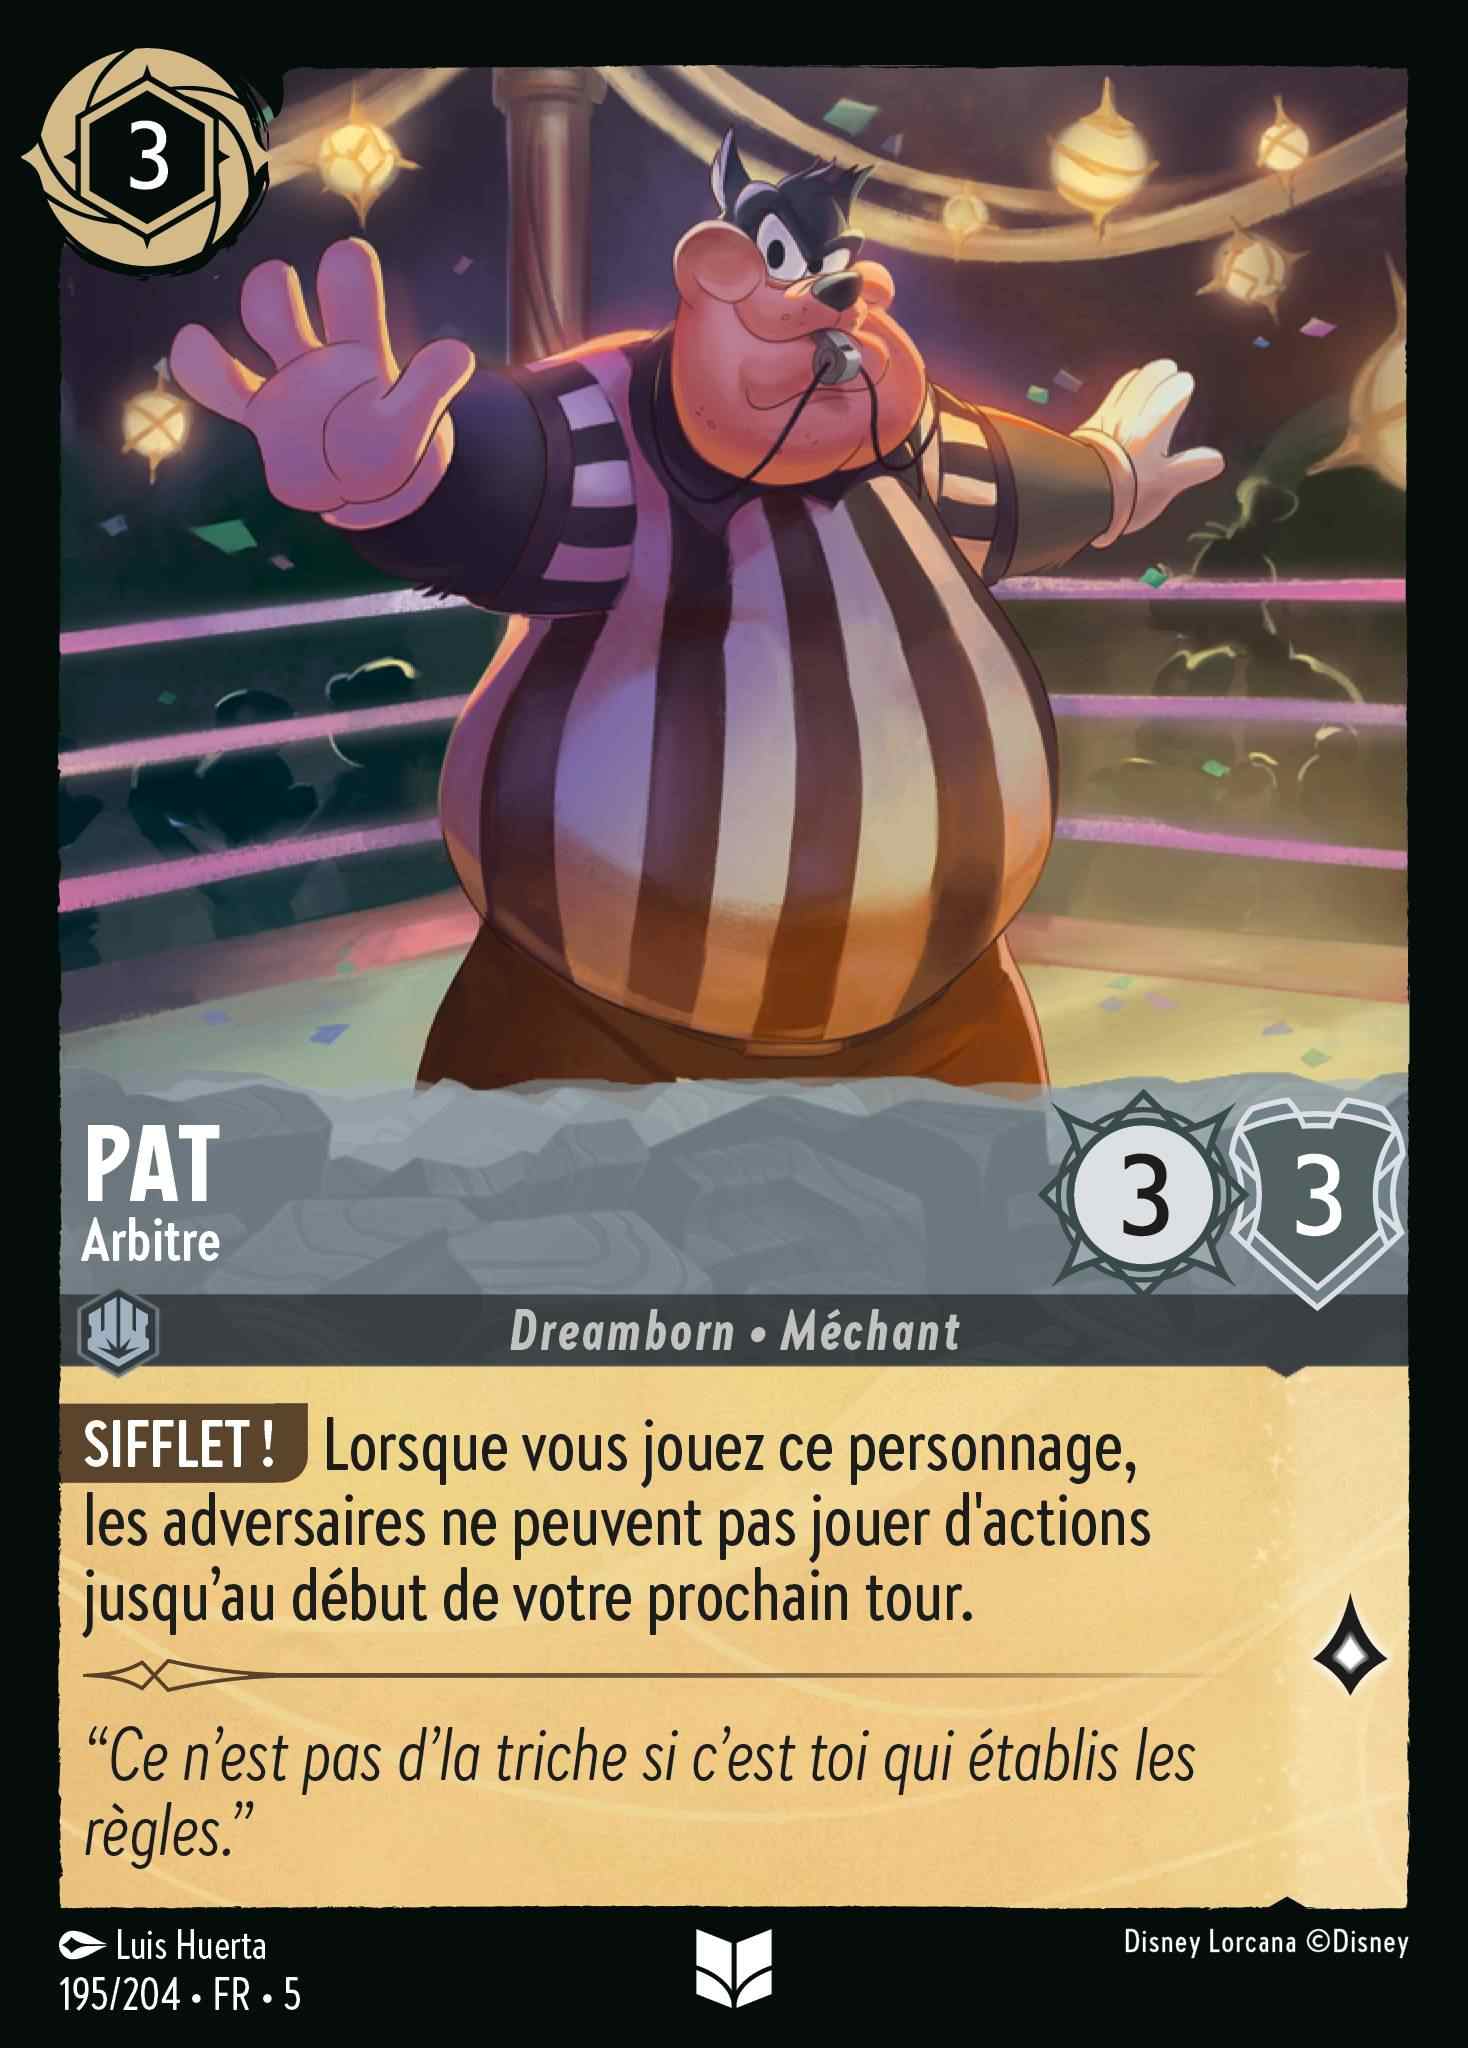 3
PAT
Arbitre
3 3
Dreamborn • Méchant
SIFFLET ! Lorsque vous jouez ce personnage,
les adversaires ne peuvent pas jouer d'actions
jusqu’au début de votre prochain tour.
“Ce n’est pas d’la triche si c’est toi qui établis les
règles.”
Luis Huerta
195/204 • FR • 5
Disney Lorcana ©Disney